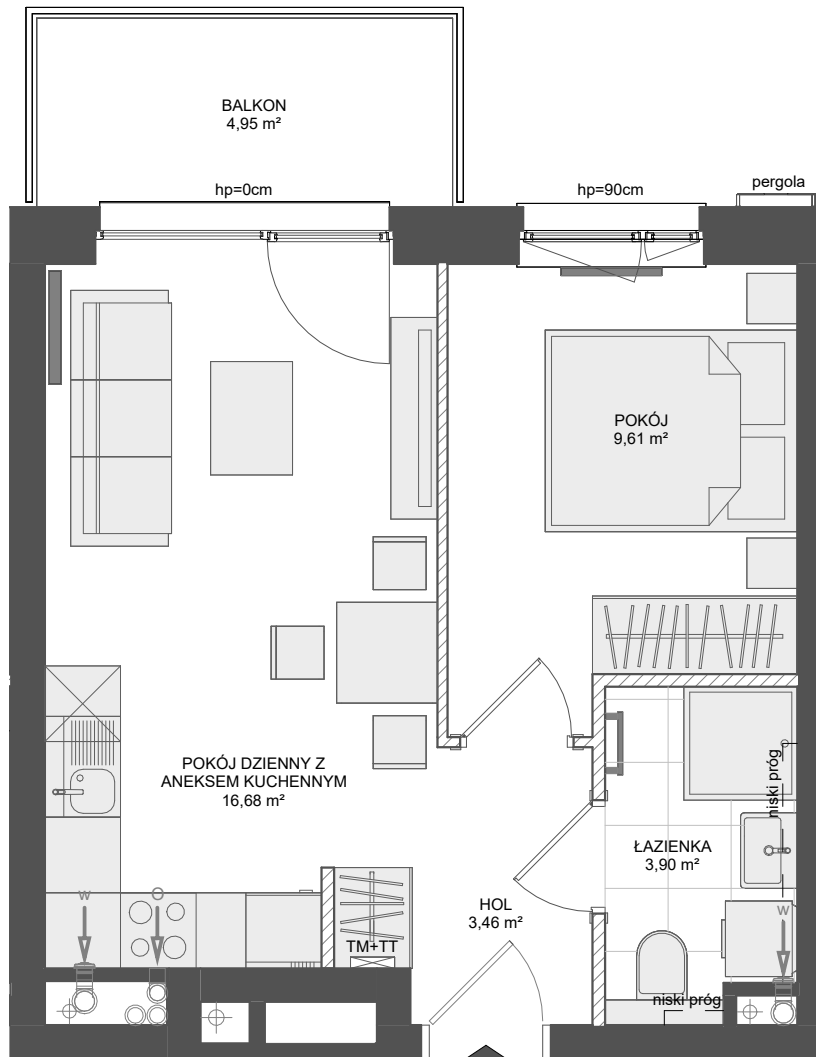 BALKON
4,95 m²
hp=0cm
hp=90cm
pergola
POKÓJ
9,61 m²
POKÓJ DZIENNY Z
ANEKSEM KUCHENNYM
16,68 m²
niski próg
ŁAZIENKA
3,90 m²
HOL
3,46 m²
W
O
W
TM+TT
niski próg